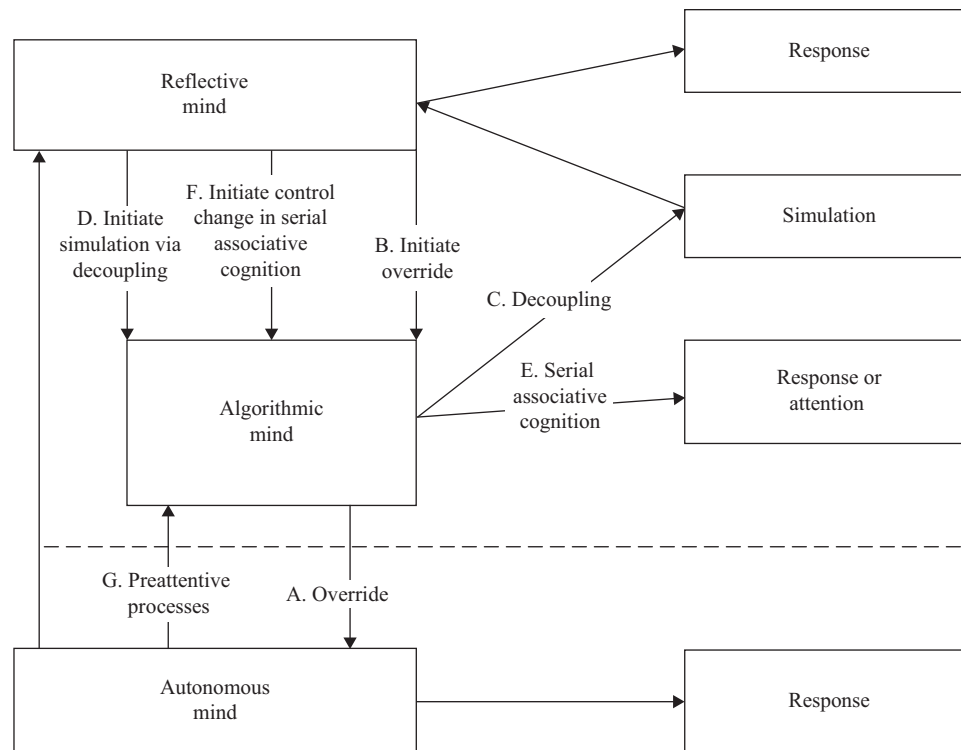 Reflective
mind
Response
D. Initiate
simulation via
decoupling
F. Initiate control
change in serial
associative
cognition
B. Initiate
override
Simulation
C. Decoupling
E. Serial
associative
cognition
Algorithmic
mind
Response or
attention
G. Preattentive
processes
A. Override
Autonomous
mind
Response